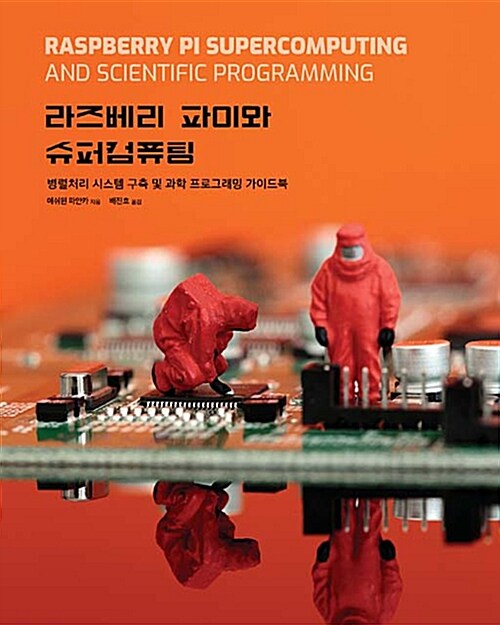 RASPBERRY PI SUPERCOMPUTING
AND SCIENTIFIC PROGRAMMING
라즈베리 파이와
슈퍼컴퓨팅
병렬처리 시스템 구축 및 과학 프로그래밍 가이드북
애쉬윈 파얀카 지음 배진호 옮김